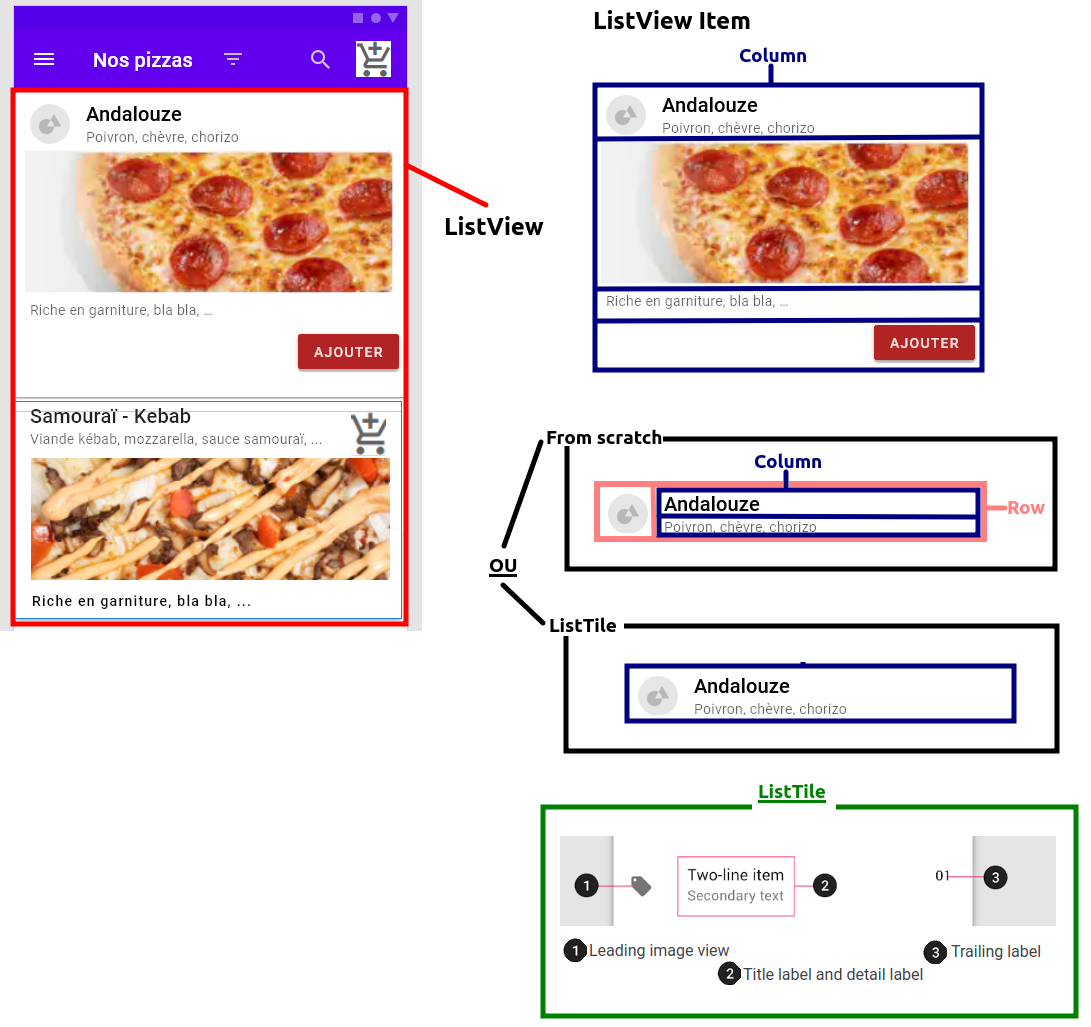 Nos pizzas
Andalouze
Poivron, chèvre, chorizo
Riche en garniture, bla bla, ...
AJOUTER
Samouraï - Kebab
Viande kébab, mozzarella, sauce samouraï, ...
Riche en garniture, bla bla, ...
ListView
ListView Item
Column
Andalouze
Poivron, chèvre, chorizo
Riche en garniture, bla bla, ...
AJOUTER
From scratch
Column
Andalouze
Poivron, chèvre, chorizo
Row
OU
ListTile
Andalouze
Poivron, chèvre, chorizo
ListTile
1
Two-line item
Secondary text
2
01
3
1 Leading image view
2 Title label and detail label
3 Trailing label